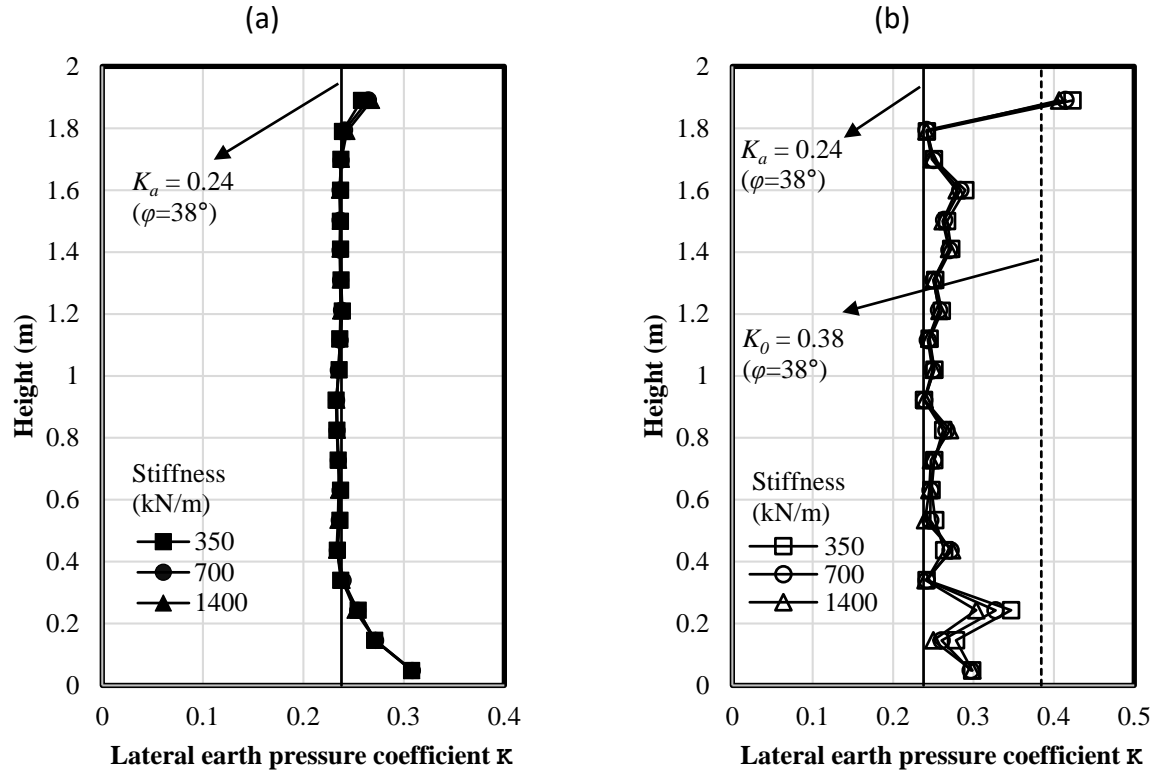 (a)
2
1.8
1.6
1.4
1.2
1
0.8
0.6
0.4
0.2
0
Height (m)
Kₐ = 0.24
(φ=38°)
Stiffness
(kN/m)
350
700
1400
0 0.1 0.2 0.3 0.4
Lateral earth pressure coefficient K
(b)
2
1.8
1.6
1.4
1.2
1
0.8
0.6
0.4
0.2
0
Height (m)
Kₐ = 0.24
(φ=38°)
K₀ = 0.38
(φ=38°)
Stiffness
(kN/m)
350
700
1400
0 0.1 0.2 0.3 0.4 0.5
Lateral earth pressure coefficient K